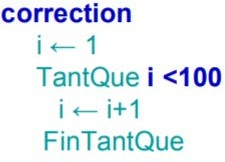 correction
i ← 1
TantQue i <100
i ← i+1
FinTantQue